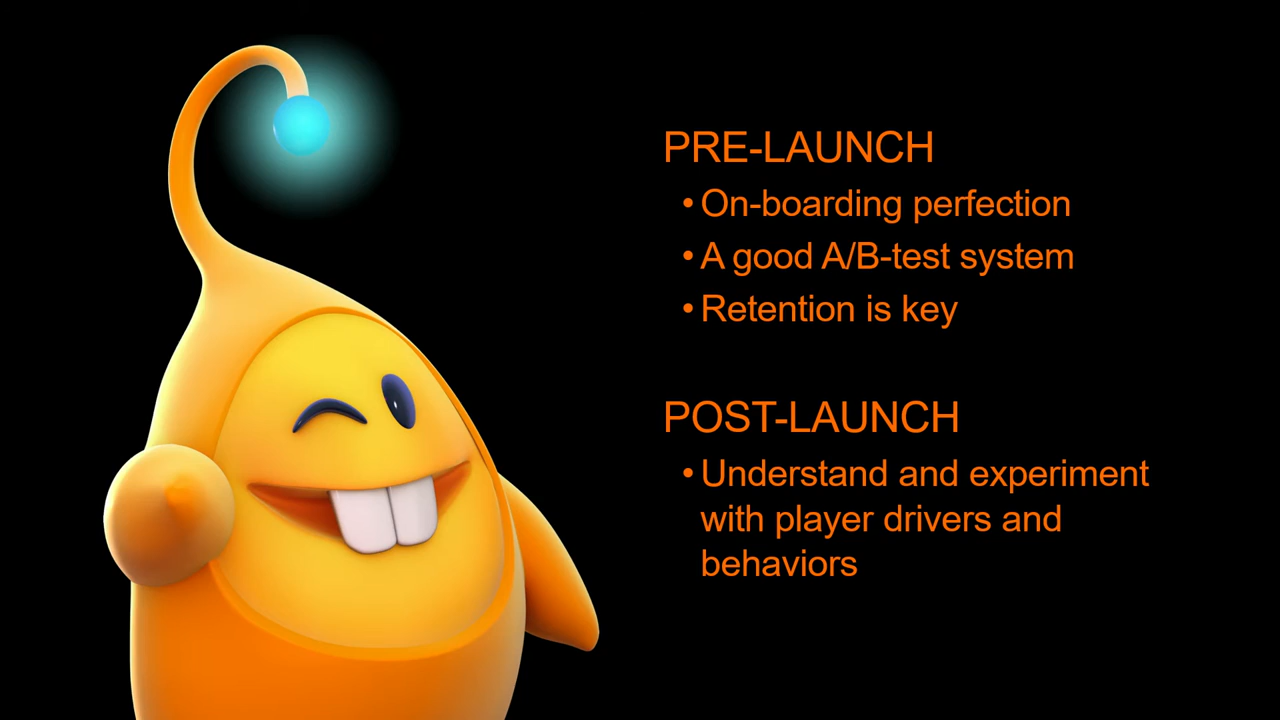 PRE-LAUNCH
• On-boarding perfection
• A good A/B-test system
• Retention is key
POST-LAUNCH
• Understand and experiment
with player drivers and
behaviors